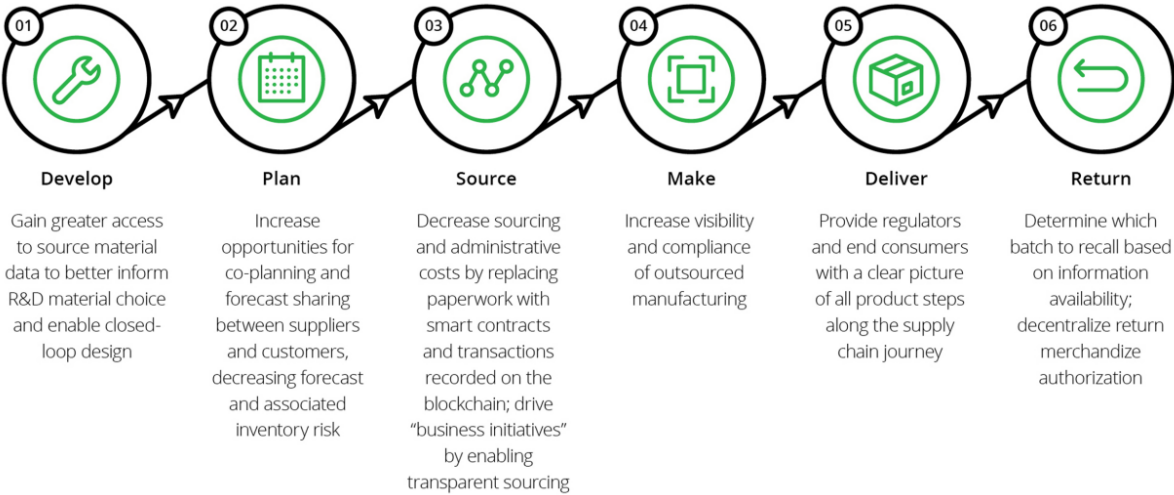 01
02
03
04
05
06
Develop
Gain greater access
to source material
data to better inform
R&D material choice
and enable closed-
loop design
Plan
Increase
opportunities for
co-planning and
forecast sharing
between suppliers
and customers,
decreasing forecast
and associated
inventory risk
Source
Decrease sourcing
and administrative
costs by replacing
paperwork with
smart contracts
and transactions
recorded on the
blockchain; drive
“business initiatives”
by enabling
transparent sourcing
Make
Increase visibility
and compliance
of outsourced
manufacturing
Deliver
Provide regulators
and end consumers
with a clear picture
of all product steps
along the supply
chain journey
Return
Determine which
batch to recall based
on information
availability;
decentralize return
merchandize
authorization